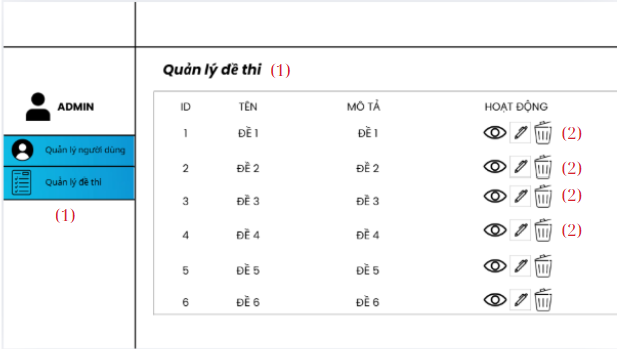 Quản lý đề thi (1)
ADMIN
Quản lý người dùng
Quản lý đề thi
(1)
ID TÊN MÔ TẢ HOẠT ĐỘNG
1 ĐỀ 1 ĐỀ 1 (2)
2 ĐỀ 2 ĐỀ 2 (2)
3 ĐỀ 3 ĐỀ 3 (2)
4 ĐỀ 4 ĐỀ 4 (2)
5 ĐỀ 5 ĐỀ 5
6 ĐỀ 6 ĐỀ 6